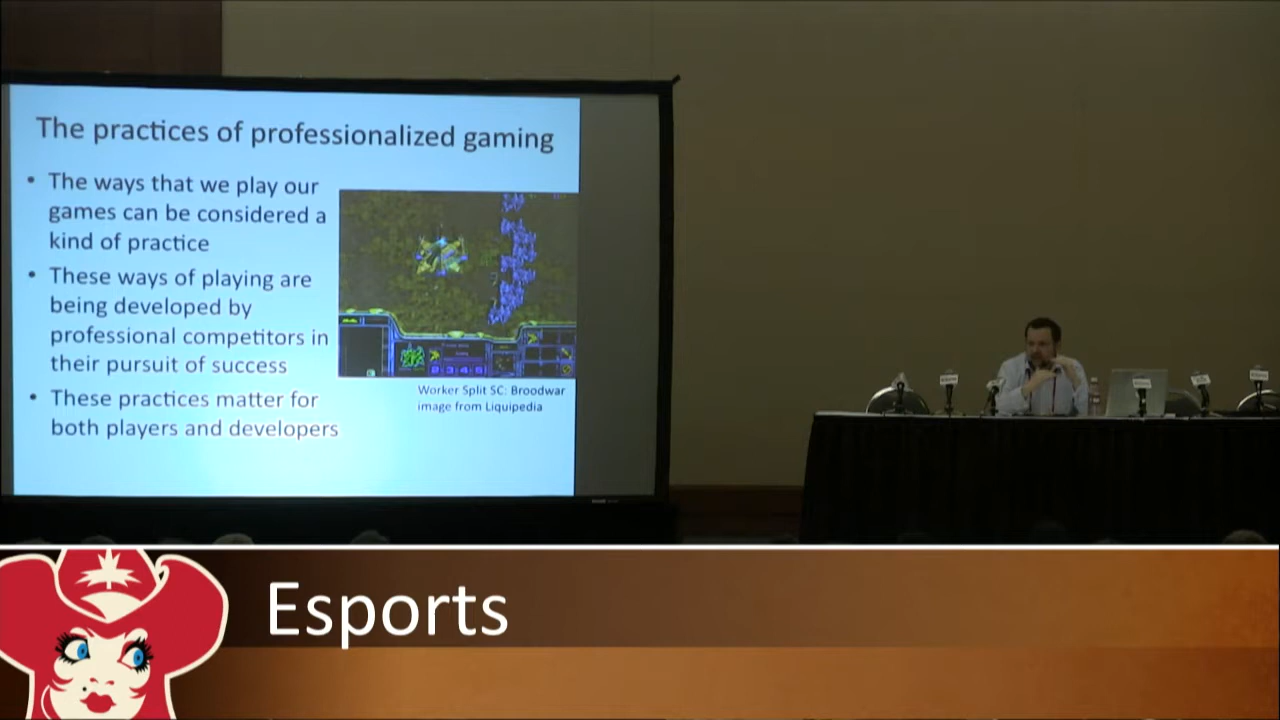 The practices of professionalized gaming
• The ways that we play our
games can be considered a
kind of practice
• These ways of playing are
being developed by
professional competitors in
their pursuit of success
• These practices matter for
both players and developers
Worker Split SC: Broodwar
image from Liquipedia
Esports